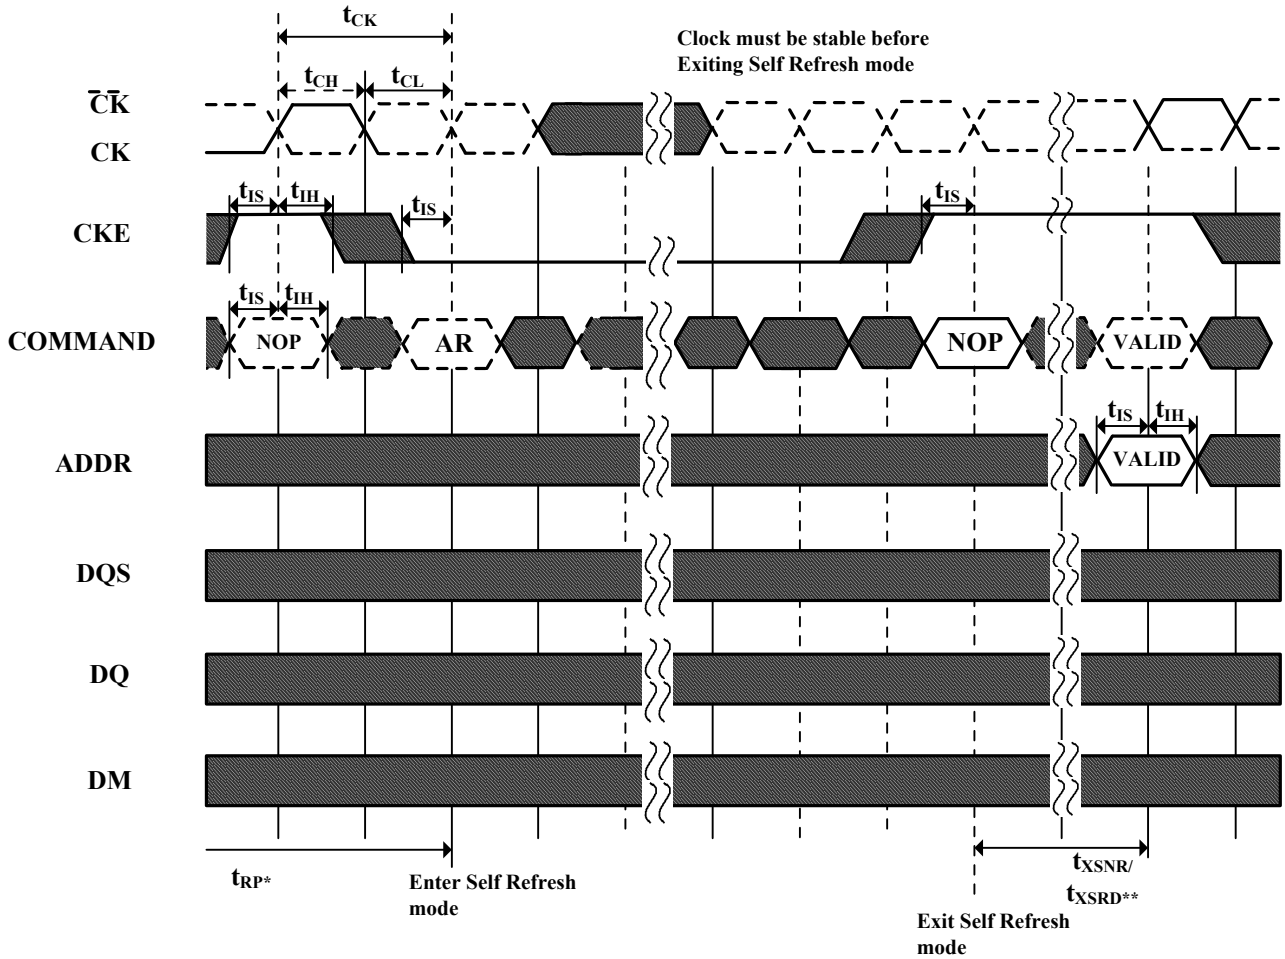 tCK
Clock must be stable before
Exiting Self Refresh mode
tCH
tCL
CK
CK
tIS
tIH
tIS
tIS
CKE
tIS
tIH
COMMAND
NOP
AR
NOP
VALID
tIS
tIH
ADDR
VALID
DQS
DQ
DM
tRP*
Enter Self Refresh
mode
tXSNR/
tXSRD**
Exit Self Refresh
mode